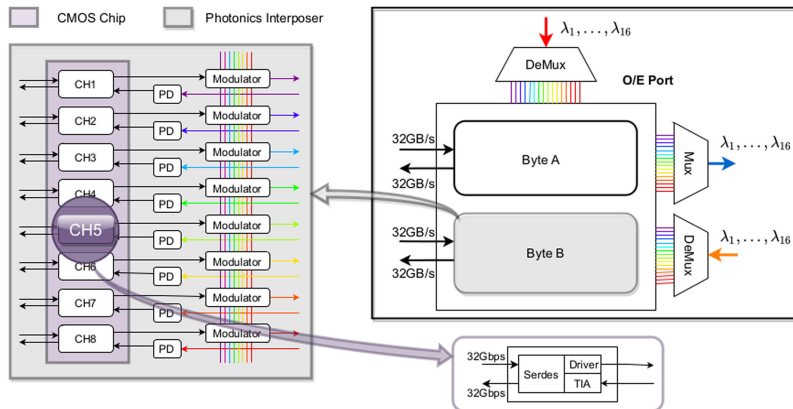 CMOS Chip
Photonics Interposer
CH1
Modulator
PD
CH2
Modulator
PD
CH3
Modulator
PD
CH4
Modulator
PD
CH5
Modulator
PD
CH6
Modulator
PD
CH7
Modulator
PD
CH8
Modulator
PD
λ₁, . . . , λ₁₆
DeMux
O/E Port
32GB/s
32GB/s
Byte A
Mux
λ₁, . . . , λ₁₆
32GB/s
32GB/s
Byte B
DeMux
λ₁, . . . , λ₁₆
32Gbps
32Gbps
Serdes
Driver
TIA